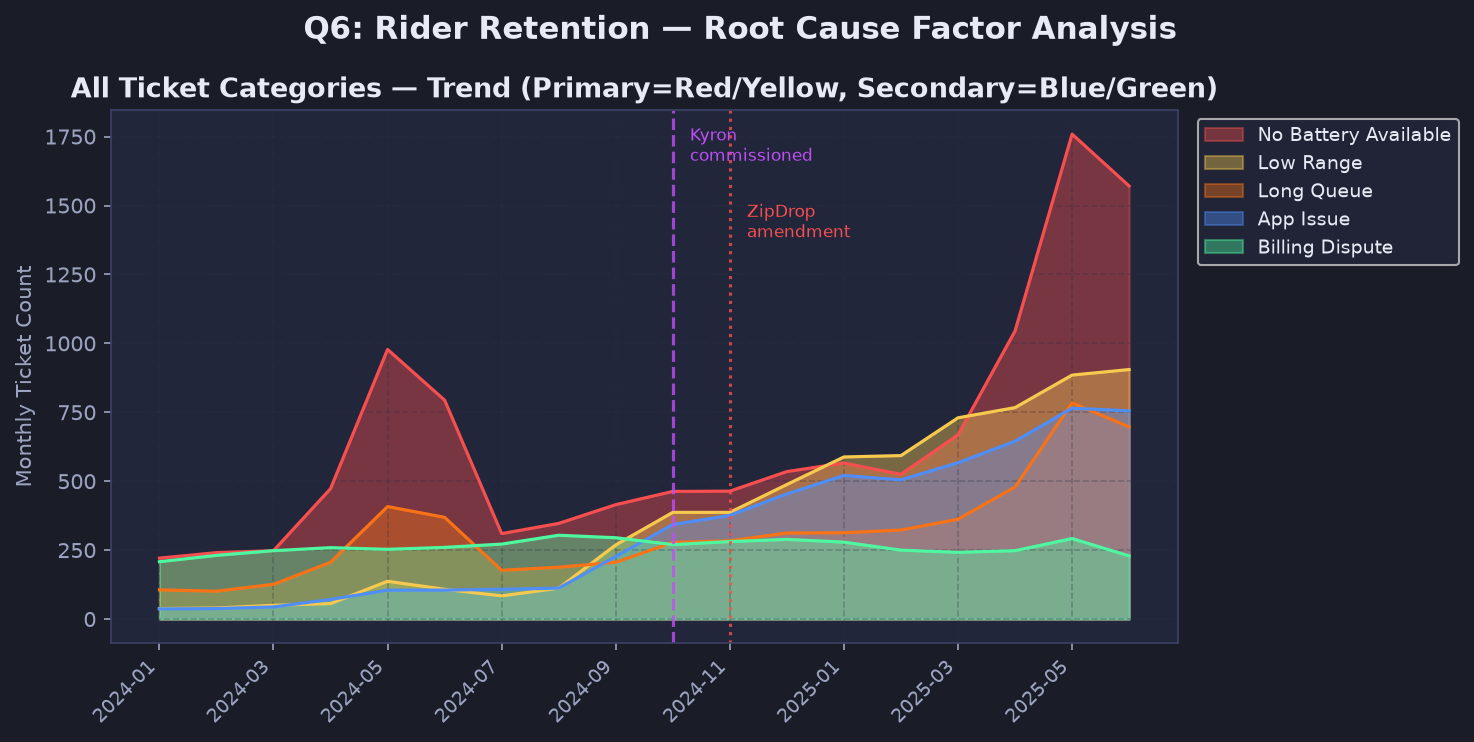 Q6: Rider Retention — Root Cause Factor Analysis
All Ticket Categories — Trend (Primary=Red/Yellow, Secondary=Blue/Green)
Monthly Ticket Count
1750
1500
1250
1000
750
500
250
0
Kyron
commissioned
ZipDrop
amendment
No Battery Available
Low Range
Long Queue
App Issue
Billing Dispute
2024-01
2024-03
2024-05
2024-07
2024-09
2024-11
2025-01
2025-03
2025-05